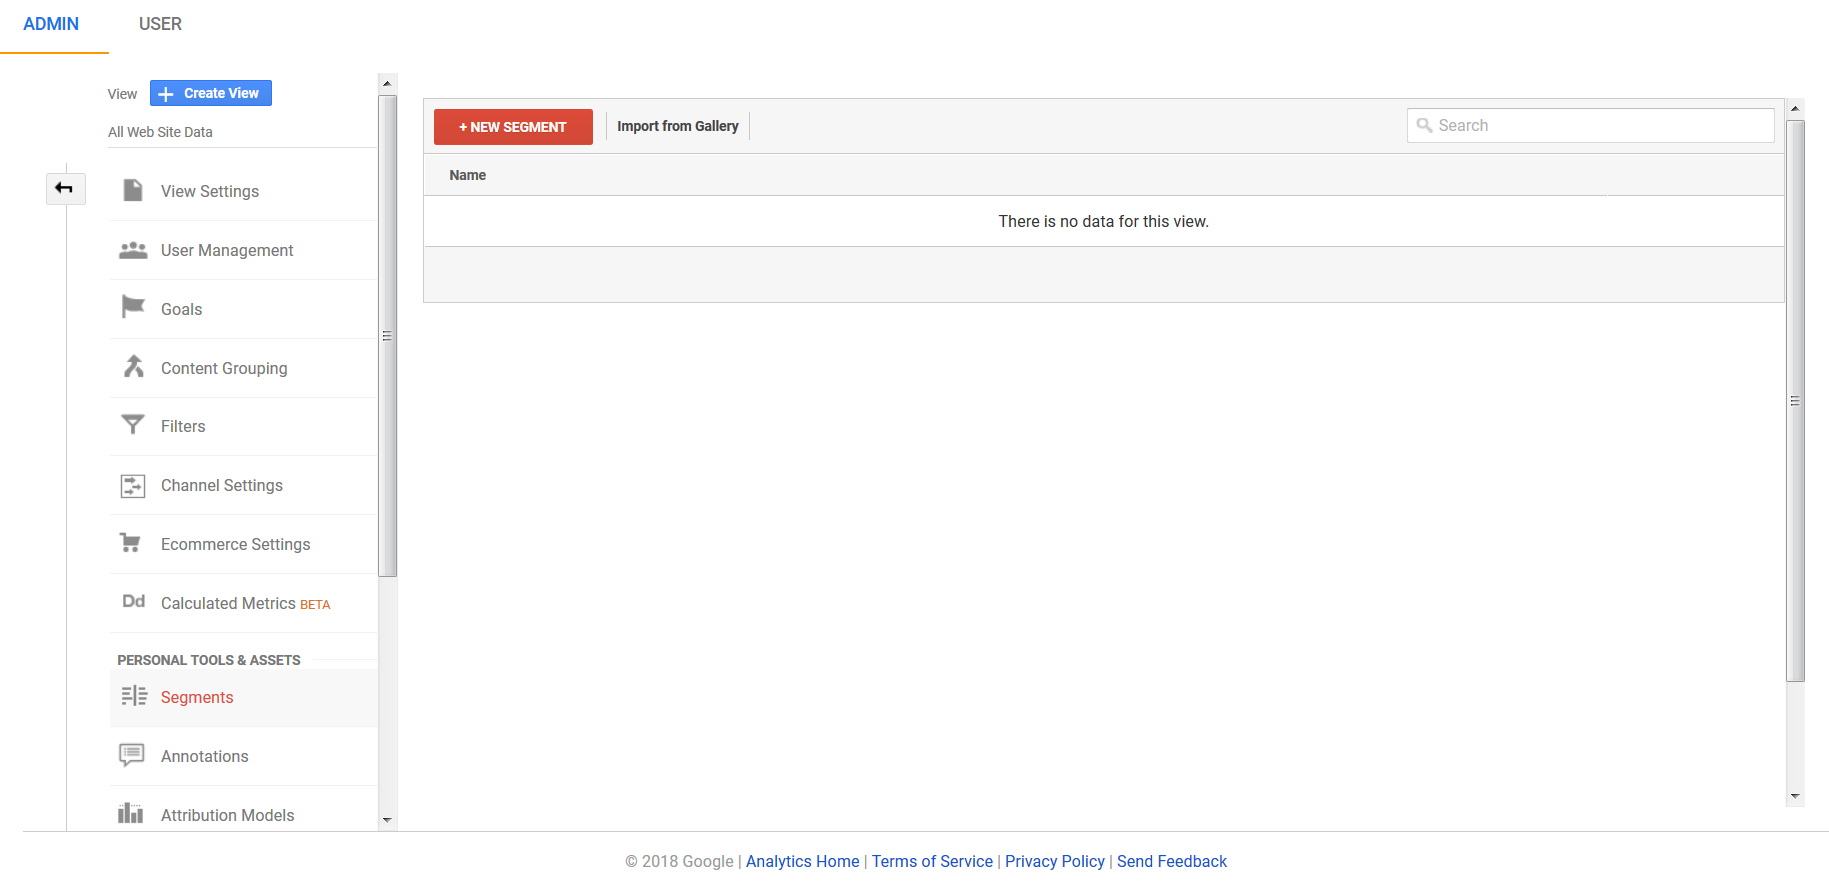 ADMIN USER
View + Create View
All Web Site Data
View Settings
User Management
Goals
Content Grouping
Filters
Channel Settings
Ecommerce Settings
Dd Calculated Metrics BETA
PERSONAL TOOLS & ASSETS
Segments
Annotations
Attribution Models
+ NEW SEGMENT Import from Gallery Search
Name
There is no data for this view.
© 2018 Google | Analytics Home | Terms of Service | Privacy Policy | Send Feedback